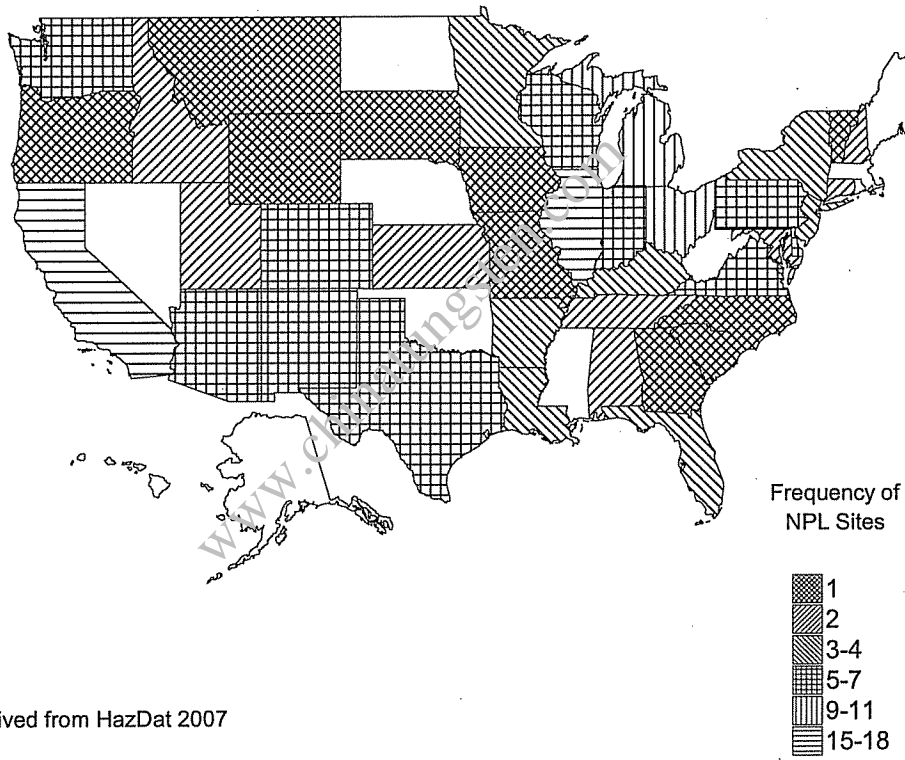 www.chinatungsten.com
Frequency of
NPL Sites
1
2
3-4
5-7
9-11
15-18
ived from HazDat 2007